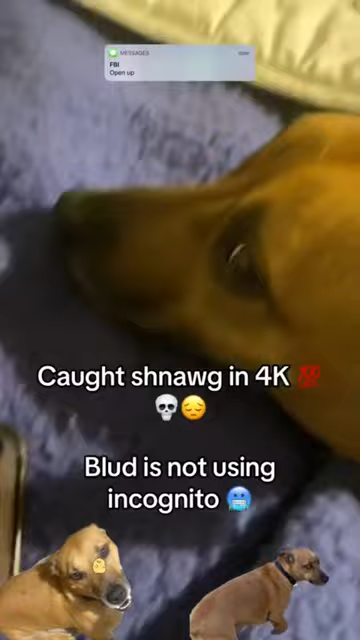 MESSAGES
FBI
Open up
Caught shnawg in 4K 💯
💀😔
Blud is not using
incognito 🥶